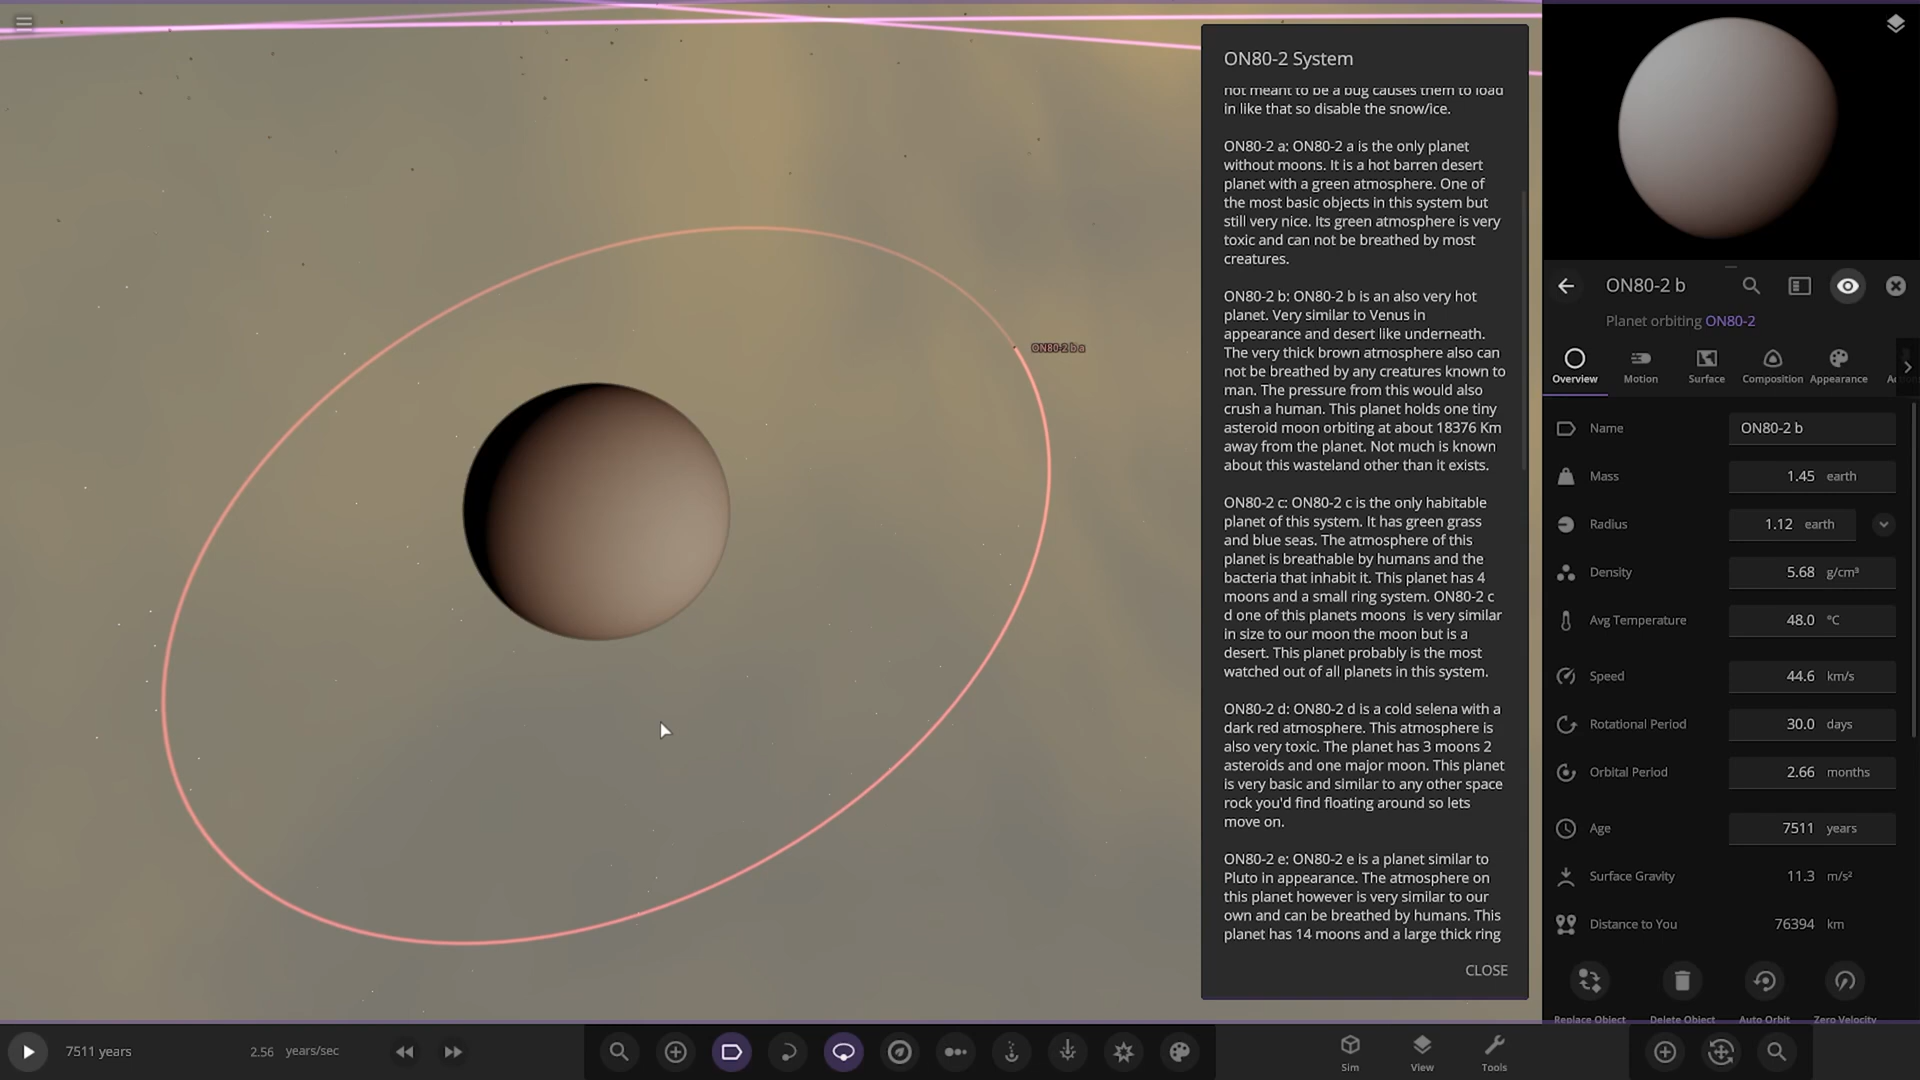 ON80-2 b a
ON80-2 System
not meant to be a bug causes them to load
in like that so disable the snow/ice.
ON80-2 a: ON80-2 a is the only planet
without moons. It is a hot barren desert
planet with a green atmosphere. One of
the most basic objects in this system but
still very nice. Its green atmosphere is very
toxic and can not be breathed by most
creatures.
ON80-2 b: ON80-2 b is an also very hot
planet. Very similar to Venus in
appearance and desert like underneath.
The very thick brown atmosphere also can
not be breathed by any creatures known to
man. The pressure from this would also
crush a human. This planet holds one tiny
asteroid moon orbiting at about 18376 Km
away from the planet. Not much is known
about this wasteland other than it exists.
ON80-2 c: ON80-2 c is the only habitable
planet of this system. It has green grass
and blue seas. The atmosphere of this
planet is breathable by humans and the
bacteria that inhabit it. This planet has 4
moons and a small ring system. ON80-2 c
d one of this planets moons  is very similar
in size to our moon the moon but is a
desert. This planet probably is the most
watched out of all planets in this system.
ON80-2 d: ON80-2 d is a cold selena with a
dark red atmosphere. This atmosphere is
also very toxic. The planet has 3 moons 2
asteroids and one major moon. This planet
is very basic and similar to any other space
rock you'd find floating around so lets
move on.
ON80-2 e: ON80-2 e is a planet similar to
Pluto in appearance. The atmosphere on
this planet however is very similar to our
own and can be breathed by humans. This
planet has 14 moons and a large thick ring
CLOSE
ON80-2 b
Planet orbiting ON80-2
Overview Motion Surface Composition Appearance
Name ON80-2 b
Mass 1.45 earth
Radius 1.12 earth
Density 5.68 g/cm³
Avg Temperature 48.0 °C
Speed 44.6 km/s
Rotational Period 30.0 days
Orbital Period 2.66 months
Age 7511 years
Surface Gravity 11.3 m/s²
Distance to You 76394 km
Replace Object Delete Object Auto Orbit Zero Velocity
7511 years 2.56 years/sec Sim View Tools